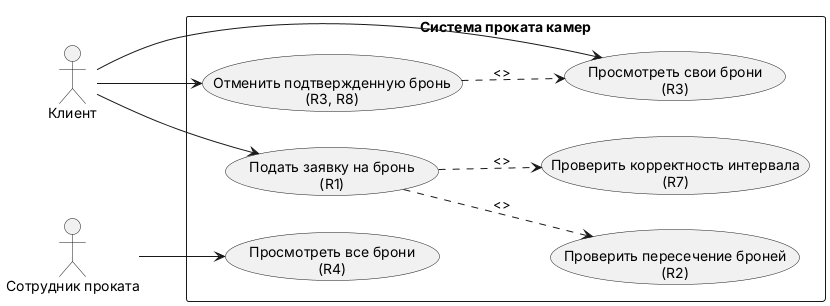 Система проката камер
Клиент
Отменить подтвержденную бронь
(R3, R8)
<>
Просмотреть свои брони
(R3)
Подать заявку на бронь
(R1)
<>
Проверить корректность интервала
(R7)
<>
Сотрудник проката
Просмотреть все брони
(R4)
Проверить пересечение броней
(R2)